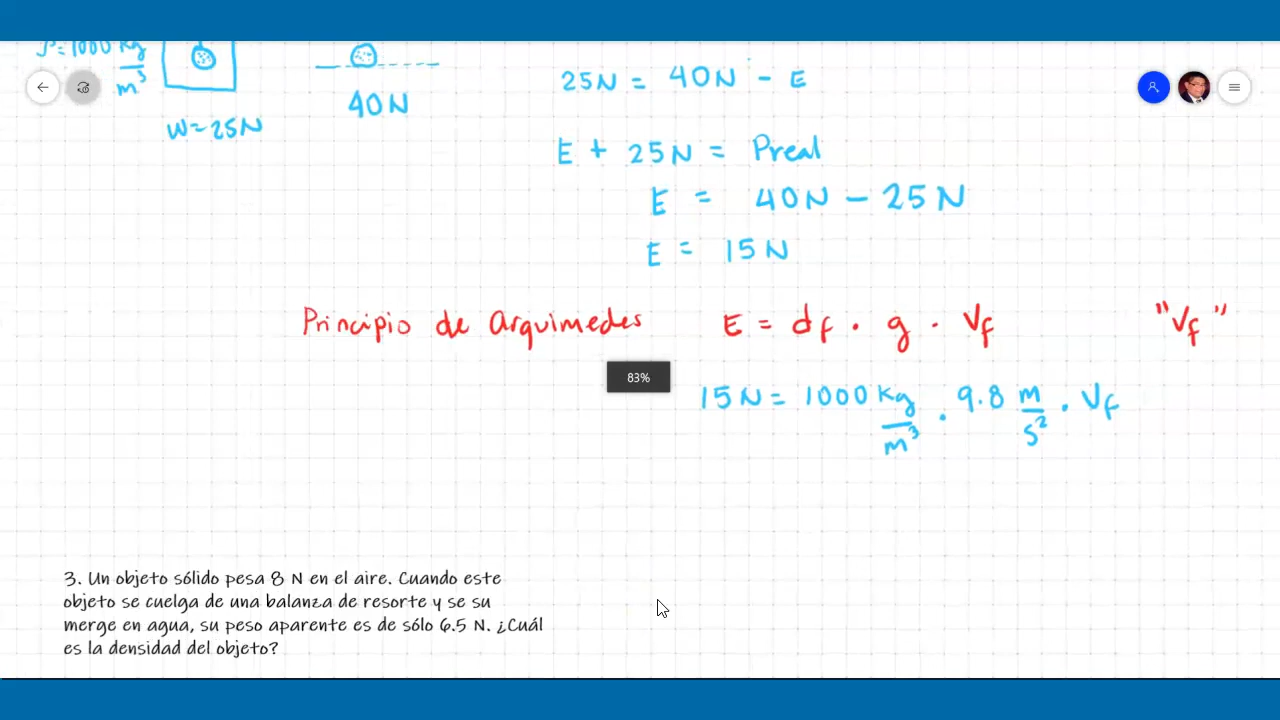 ρ=1000 kg/m³
W=25N
40N
25N = 40N - E
E + 25N = Preal
E = 40N - 25N
E = 15N
Principio de Arquimedes E = df · g · Vf "Vf"
83%
15N = 1000 kg/m³ · 9.8 m/s² · Vf
3. Un objeto sólido pesa 8 N en el aire. Cuando este
objeto se cuelga de una balanza de resorte y se su
merge en agua, su peso aparente es de sólo 6.5 N. ¿Cuál
es la densidad del objeto?